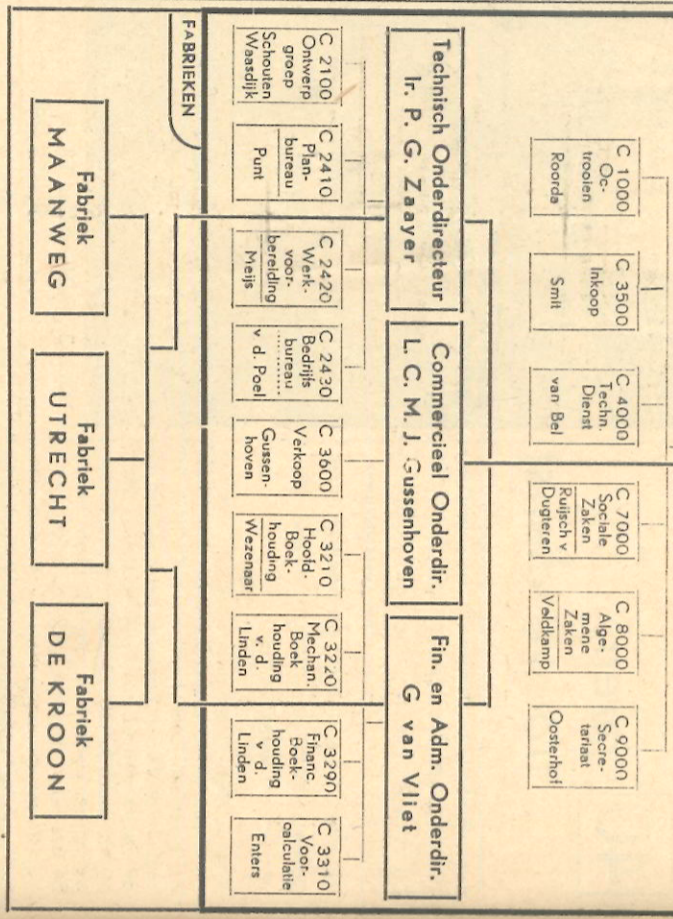 C 1000
Oc-
trooien
Roorda
C 3500
Inkoop
Smit
C 4000
Techn.
Dienst
van Bel
C 7000
Sociale
Zaken
Ruijsch v.
Dugteren
C 8000
Alge-
mene
Zaken
Veldkamp
C 9000
Secre-
tariaat
Oosterhof
Technisch Onderdirecteur
Ir. P. G. Zaayer
Commercieel Onderdir.
L. C. M. J. Gussenhoven
Fin. en Adm. Onderdir.
G van Vliet
C 2100
Ontwerp
groep
Schouten
Waasdijk
C 2410
Plan-
bureau
Punt
C 2420
Werk-
voor-
bereiding
Meijs
C 2430
Bedrijfs
bureau
v d. Poel
C 3600
Verkoop
Gussen-
hoven
C 3210
Hoofd-
Boek-
houding
Wezenaar
C 3220
Mechan.
Boek
houding
v. d.
Linden
C 3290
Financ
Boek-
houding
v d.
Linden
C 3310
Voor-
calculatie
Enters
FABRIEKEN
Fabriek
MAANWEG
Fabriek
UTRECHT
Fabriek
DE KROON